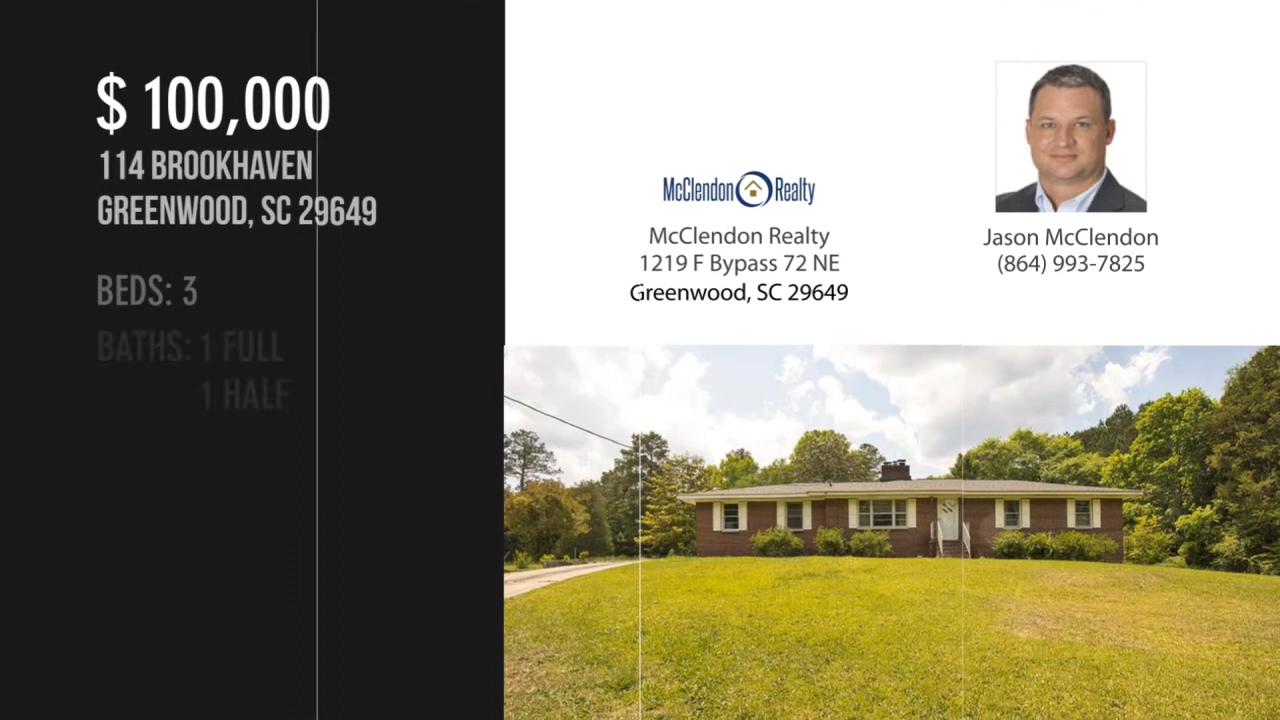 $ 100,000
114 BROOKHAVEN
GREENWOOD, SC 29649
BEDS: 3
BATHS: 1 FULL
1 HALF
McClendon Realty
McClendon Realty
1219 F Bypass 72 NE
Greenwood, SC 29649
Jason McClendon
(864) 993-7825